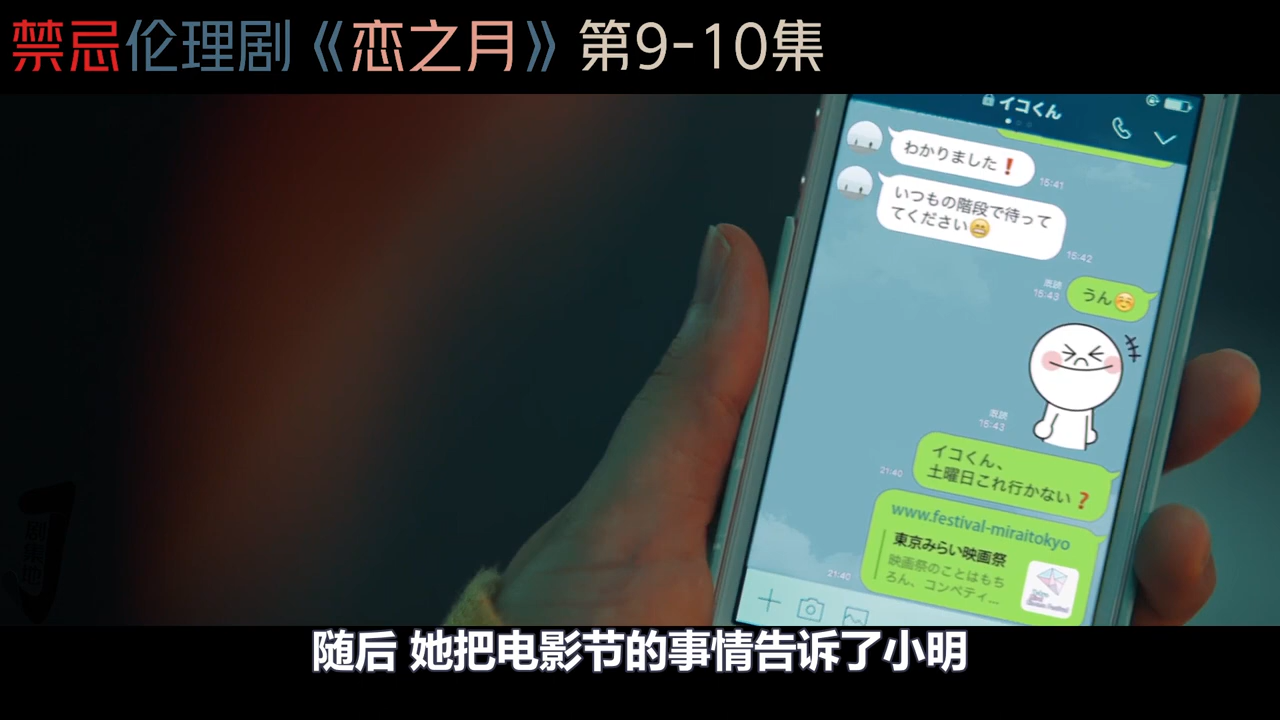 禁忌伦理剧《恋之月》第9-10集
イコくん
わかりました❗
15:41
いつもの階段で待って
てください😁
15:42
既読
15:43
うん☺️
既読
15:43
イコくん、
土曜日これ行かない❓
21:40
www.festival-miraitokyo
東京みらい映画祭
映画祭のことはもち
ろん、コンペティ...
21:40
随后 她把电影节的事情告诉了小明